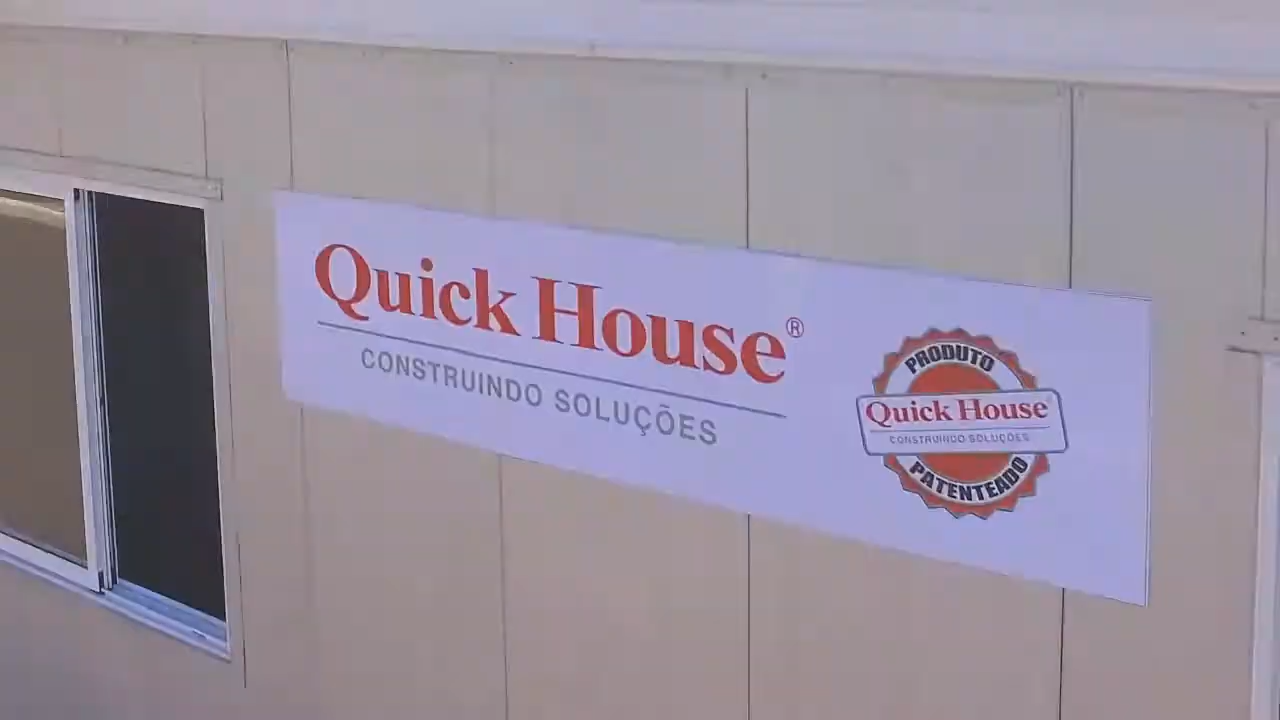 Quick House®
CONSTRUINDO SOLUÇÕES
PRODUTO
Quick House
CONSTRUINDO SOLUÇÕES
PATENTEADO